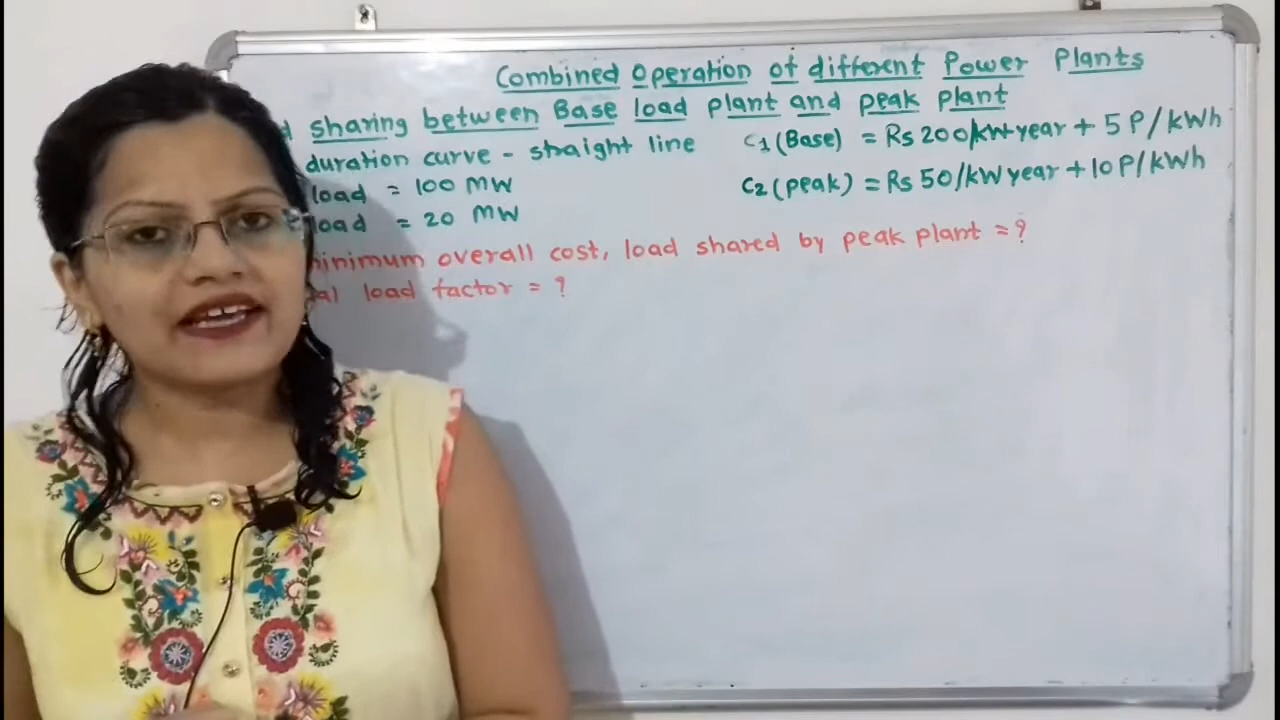 Combined Operation of different Power Plants
sharing between Base load plant and peak plant
duration curve - straight line C1 (Base) = Rs 200/kW year + 5 P/kWh
load = 100 MW C2 (peak) = Rs 50/kW year + 10 P/kWh
load = 20 MW
minimum overall cost, load shared by peak plant = ?
load factor = ?